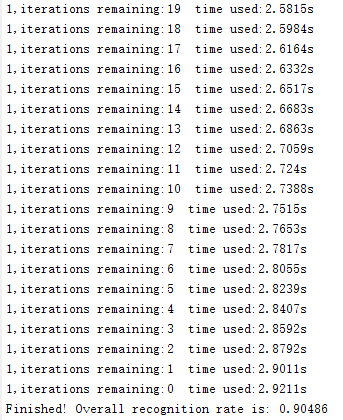 1,iterations remaining:19  time used:2.5815s
1,iterations remaining:18  time used:2.5984s
1,iterations remaining:17  time used:2.6164s
1,iterations remaining:16  time used:2.6332s
1,iterations remaining:15  time used:2.6517s
1,iterations remaining:14  time used:2.6683s
1,iterations remaining:13  time used:2.6863s
1,iterations remaining:12  time used:2.7059s
1,iterations remaining:11  time used:2.724s
1,iterations remaining:10  time used:2.7388s
1,iterations remaining:9  time used:2.7515s
1,iterations remaining:8  time used:2.7653s
1,iterations remaining:7  time used:2.7817s
1,iterations remaining:6  time used:2.8055s
1,iterations remaining:5  time used:2.8239s
1,iterations remaining:4  time used:2.8407s
1,iterations remaining:3  time used:2.8592s
1,iterations remaining:2  time used:2.8792s
1,iterations remaining:1  time used:2.9011s
1,iterations remaining:0  time used:2.9211s
Finished! Overall recognition rate is: 0.90486